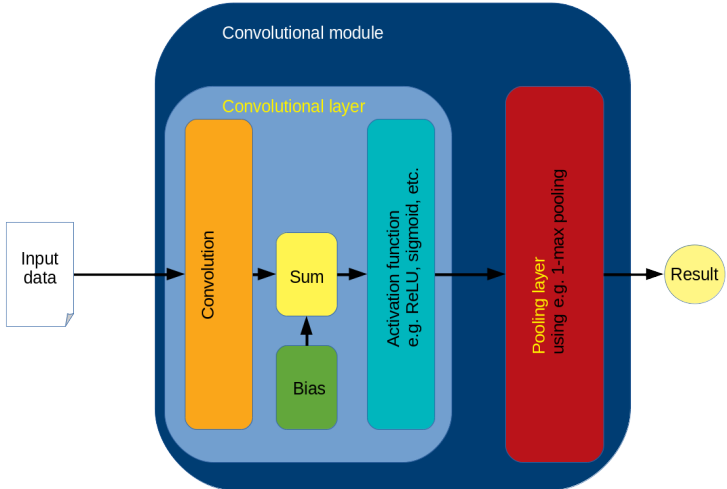 Convolutional module
Convolutional layer
Input
data
Convolution
Sum
Bias
Activation function
e.g. ReLU, sigmoid, etc.
Pooling layer
using e.g. 1-max pooling
Result